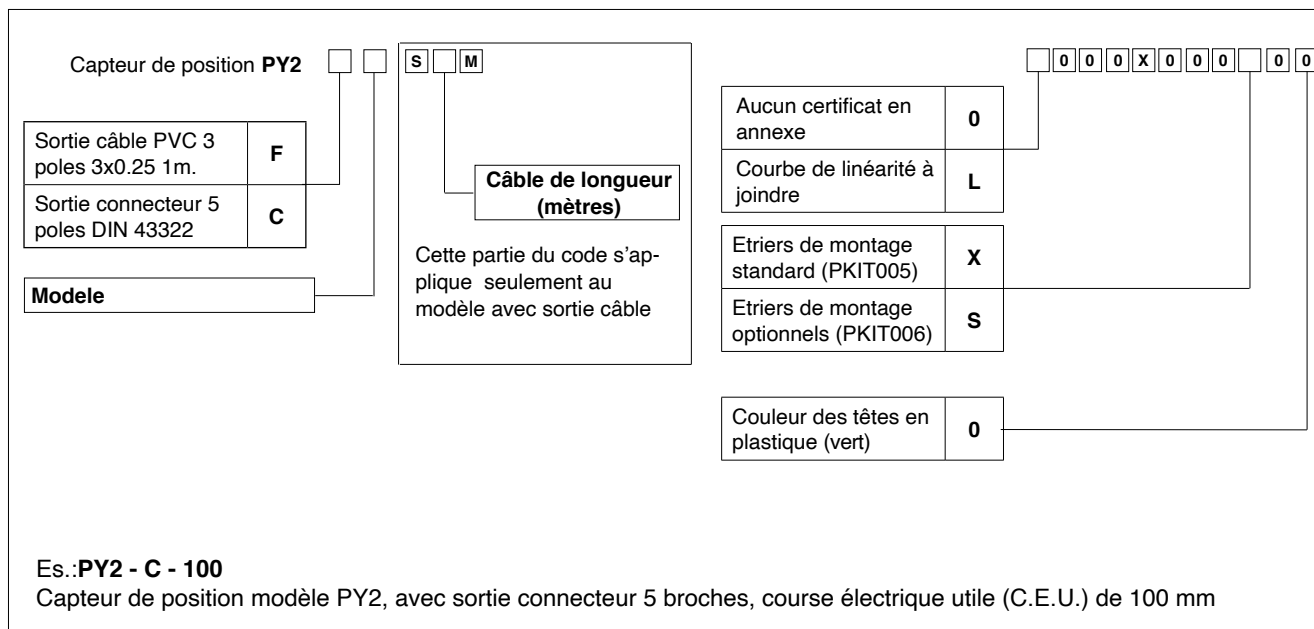 Capteur de position PY2
S M
0 0 0 X 0 0 0 0 0
Sortie câble PVC 3
poles 3x0.25 1m.
F
Sortie connecteur 5
poles DIN 43322
C
Modele
Câble de longueur
(mètres)
Cette partie du code s'ap-
plique seulement au
modèle avec sortie câble
Aucun certificat en
annexe
0
Courbe de linéarité à
joindre
L
Etriers de montage
standard (PKIT005)
X
Etriers de montage
optionnels (PKIT006)
S
Couleur des têtes en
plastique (vert)
0
Es.:PY2 - C - 100
Capteur de position modèle PY2, avec sortie connecteur 5 broches, course électrique utile (C.E.U.) de 100 mm